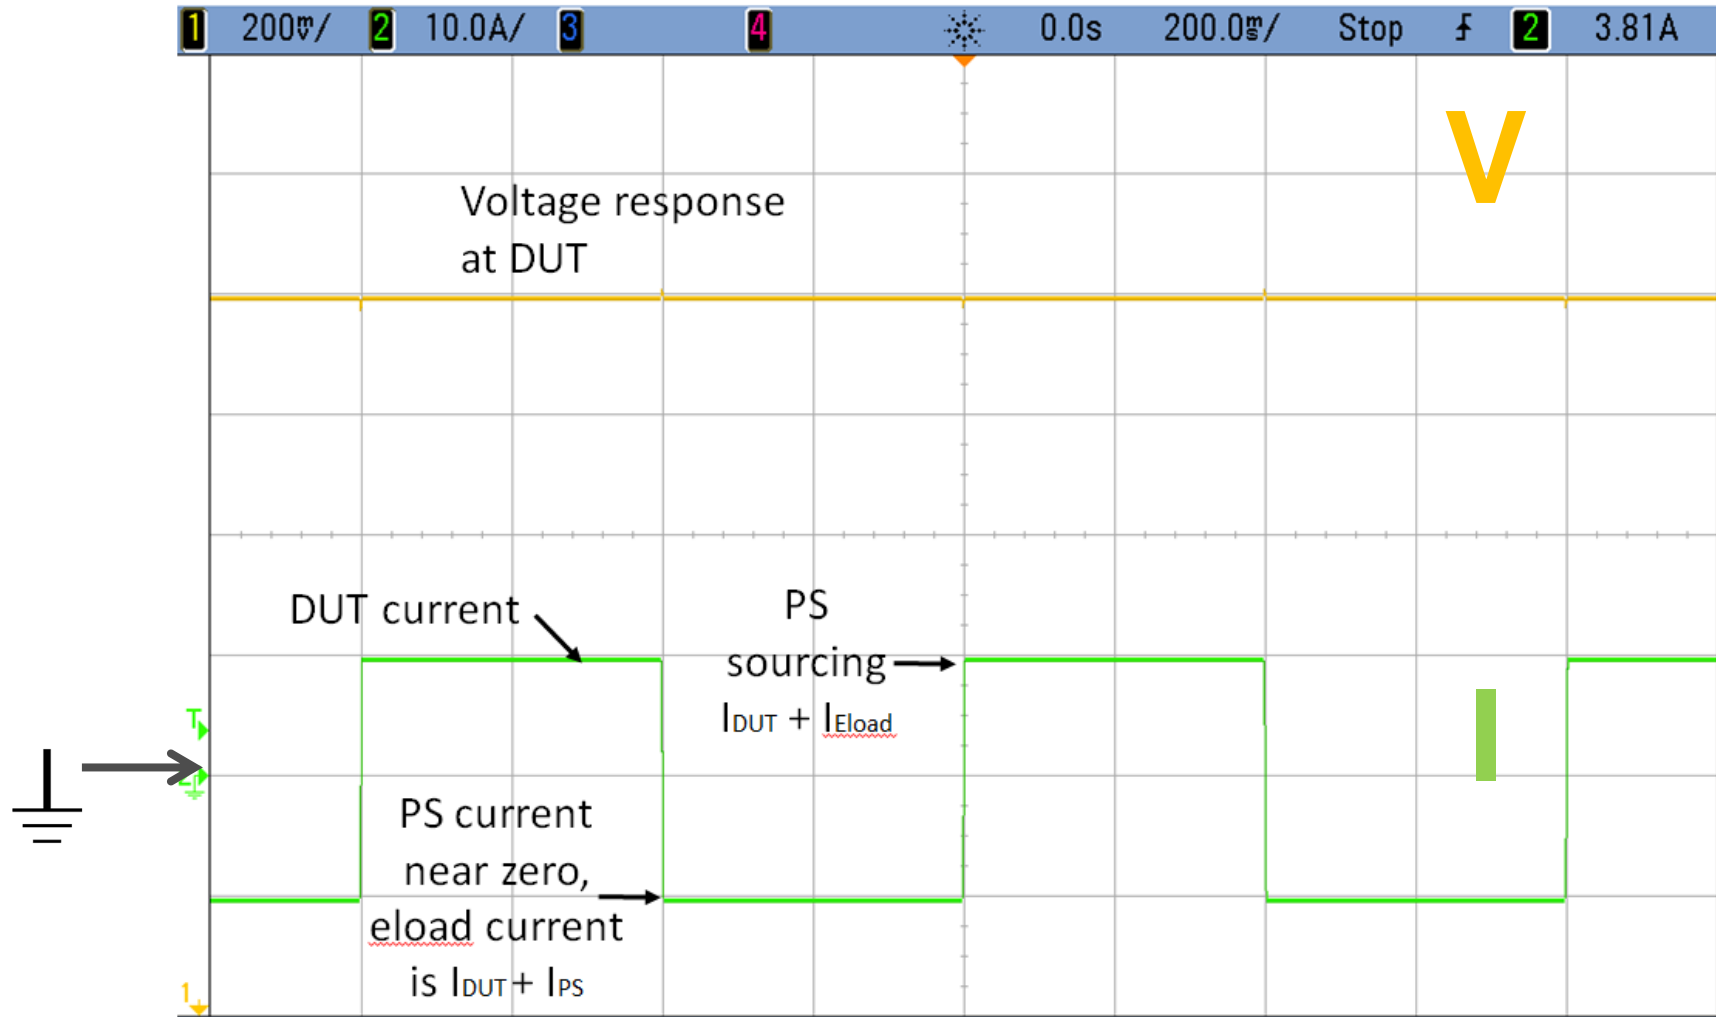 1 200mV/ 2 10.0A/ 3 4 0.0s 200.0ms/ Stop 2 3.81A
V
Voltage response
at DUT
DUT current
PS
sourcing
IDUT + IEload
T
I
PS current
near zero,
eload current
is IDUT + IPS
1